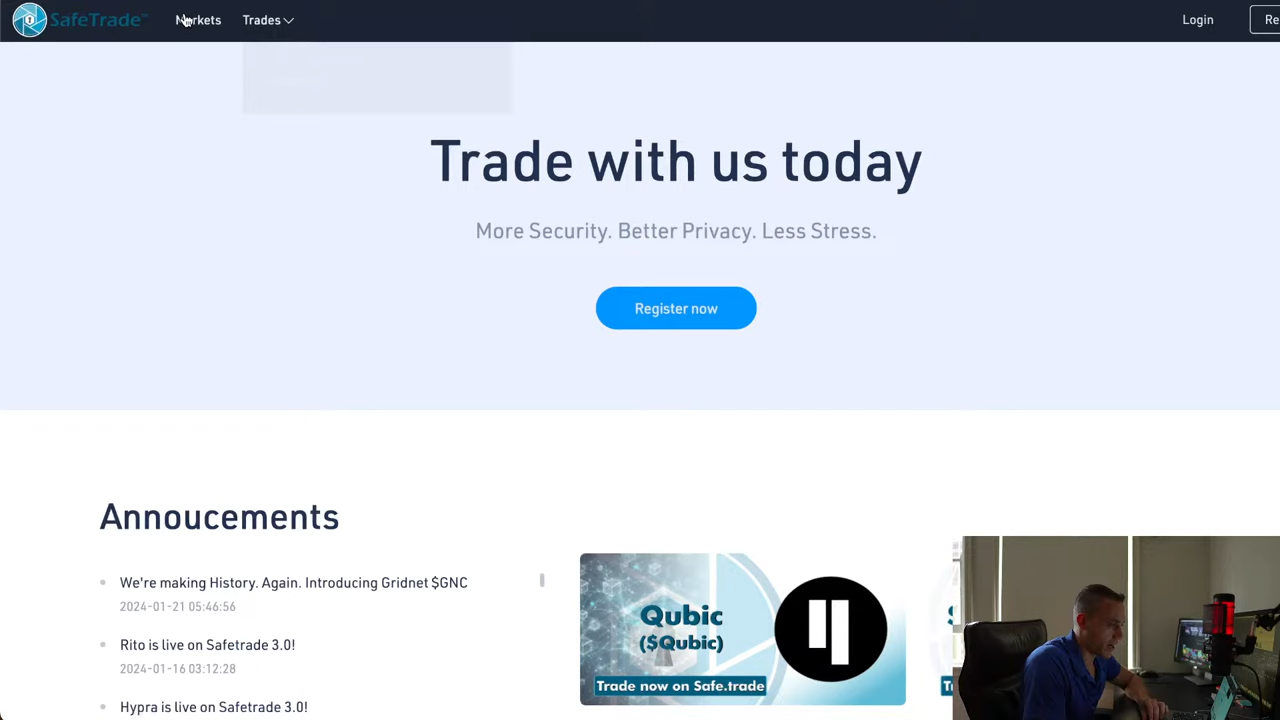 SafeTrade™
Markets
Trades
Login
Re
Trade with us today
More Security. Better Privacy. Less Stress.
Register now
Annoucements
We're making History. Again. Introducing Gridnet $GNC
2024-01-21 05:46:56
Rito is live on Safetrade 3.0!
2024-01-16 03:12:28
Hypra is live on Safetrade 3.0!
Qubic
($Qubic)
Trade now on Safe.trade